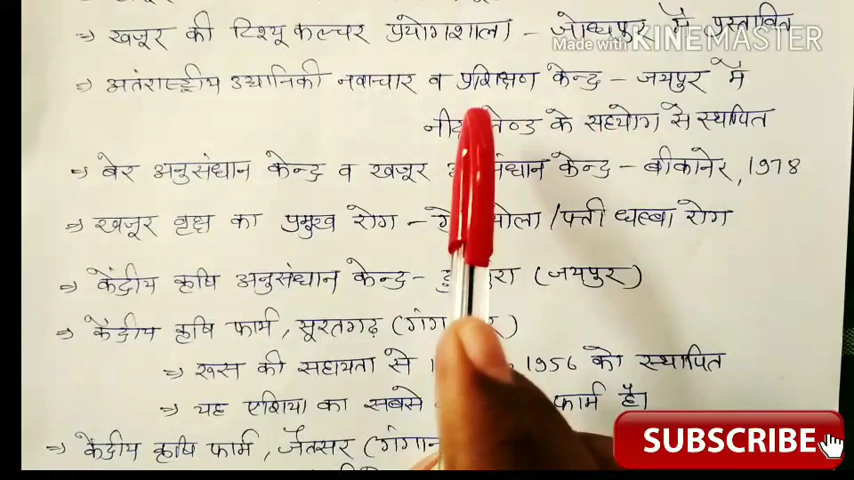 ⇒ खजूर की टिश्यू कल्चर प्रयोगशाला - जोधपुर में प्रस्तावित
Made with KINEMASTER
⇒ अतंराष्ट्रीय उद्यानिकी नवाचार व प्रशिक्षण केन्द्र - जयपुर में
के सहयोग से स्थापित
⇒ बेर अनुसंधान केन्द्र व खजूर केन्द्र - बीकानेर, 1978
⇒ खजूर वृक्ष का प्रमुख रोग - /पत्ती धब्बा रोग
⇒ केंद्रीय कृषि अनुसंधान केन्द्र - (जयपुर)
⇒ केंद्रीय कृषि फार्म, सूरतगढ़
⇒ रूस की सहायता से 1956 को स्थापित
⇒ यह एशिया का सबसे फार्म है।
⇒ केंद्रीय कृषि फार्म, जैतसर
SUBSCRIBE